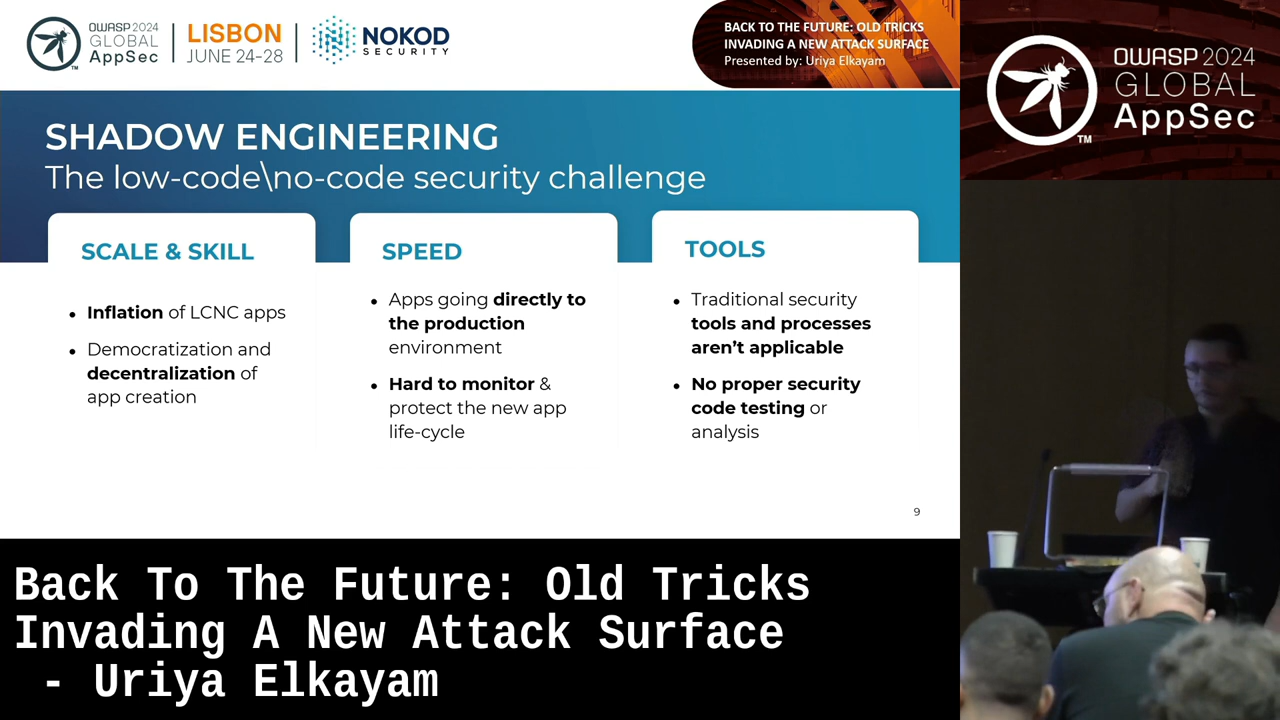 OWASP 2024
GLOBAL
AppSec
TM
LISBON
JUNE 24-28
NOKOD
SECURITY
BACK TO THE FUTURE: OLD TRICKS
INVADING A NEW ATTACK SURFACE
Presented by: Uriya Elkayam
OWASP 2024
GLOBAL
AppSec
TM
SHADOW ENGINEERING
The low-code\no-code security challenge
SCALE & SKILL
• Inflation of LCNC apps
• Democratization and
decentralization of
app creation
SPEED
• Apps going directly to
the production
environment
• Hard to monitor &
protect the new app
life-cycle
TOOLS
• Traditional security
tools and processes
aren't applicable
• No proper security
code testing or
analysis
9
Back To The Future: Old Tricks
Invading A New Attack Surface
- Uriya Elkayam